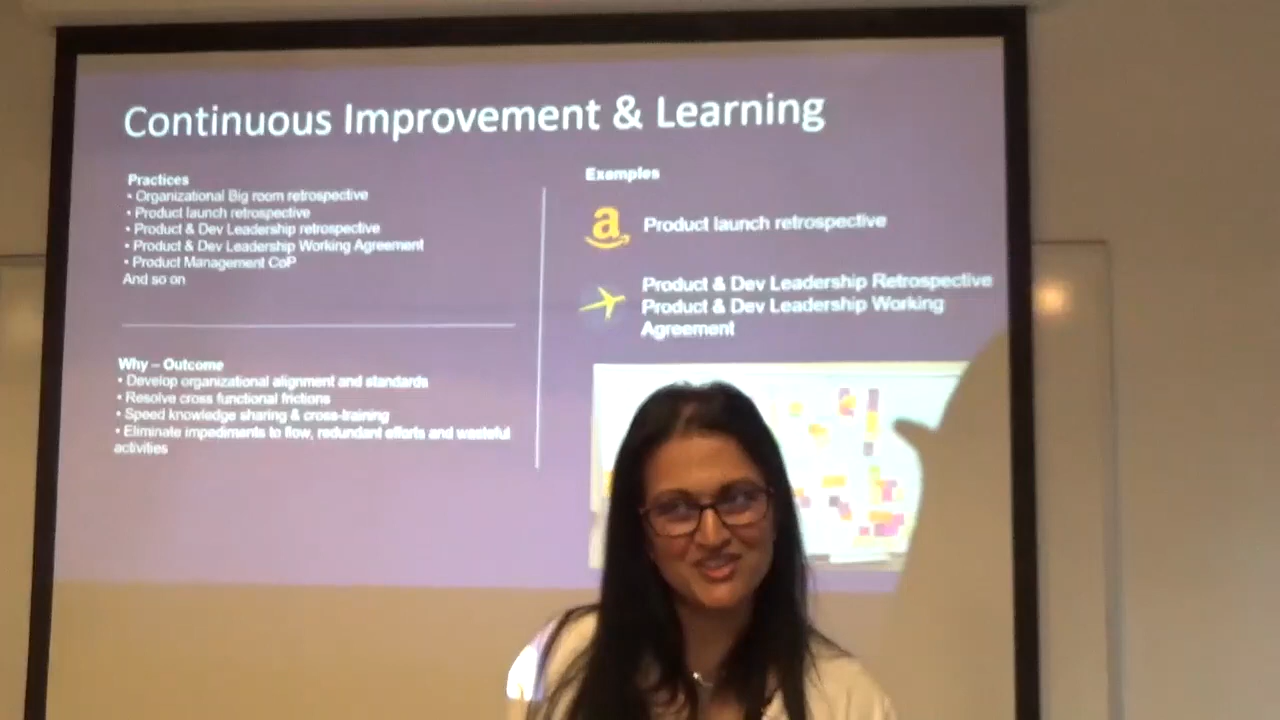 Continuous Improvement & Learning
Practices
• Organizational Big room retrospective
• Product launch retrospective
• Product & Dev Leadership retrospective
• Product & Dev Leadership Working Agreement
• Product Management CoP
And so on
Why – Outcome
• Develop organizational alignment and standards
• Resolve cross functional frictions
• Speed knowledge sharing & cross-training
• Eliminate impediments to flow, redundant efforts and wasteful
activities
Examples
a
Product launch retrospective
Product & Dev Leadership Retrospective
Product & Dev Leadership Working
Agreement